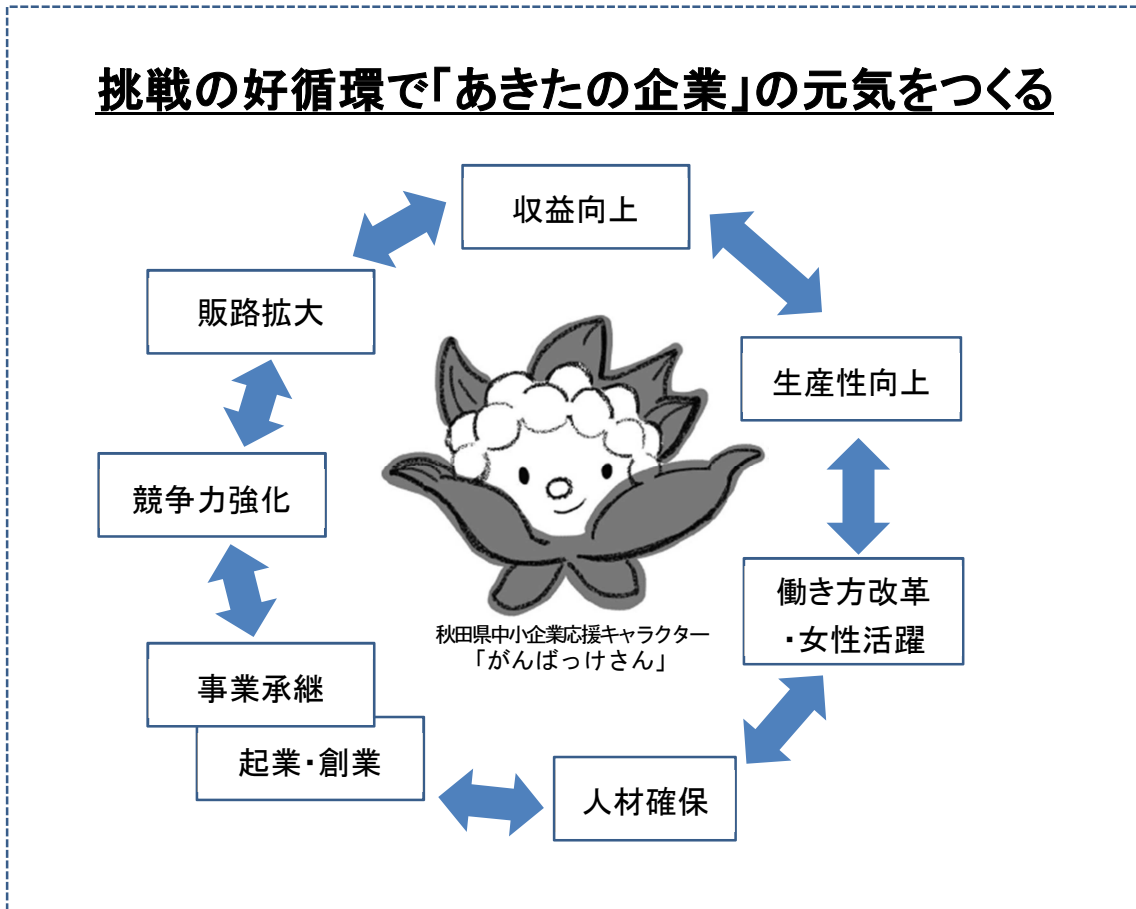 挑戦の好循環で「あきたの企業」の元気をつくる
収益向上
販路拡大
生産性向上
競争力強化
働き方改革
・女性活躍
秋田県中小企業応援キャラクター
「がんばっけさん」
事業承継
起業・創業
人材確保